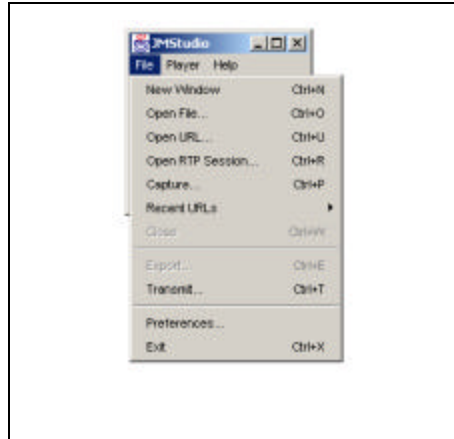 JMStudio
File Player Help
New Window Ctrl+N
Open File... Ctrl+O
Open URL... Ctrl+U
Open RTP Session... Ctrl+R
Capture... Ctrl+P
Recent URLs
Close Ctrl+W
Export... Ctrl+E
Transmit... Ctrl+T
Preferences...
Exit Ctrl+X